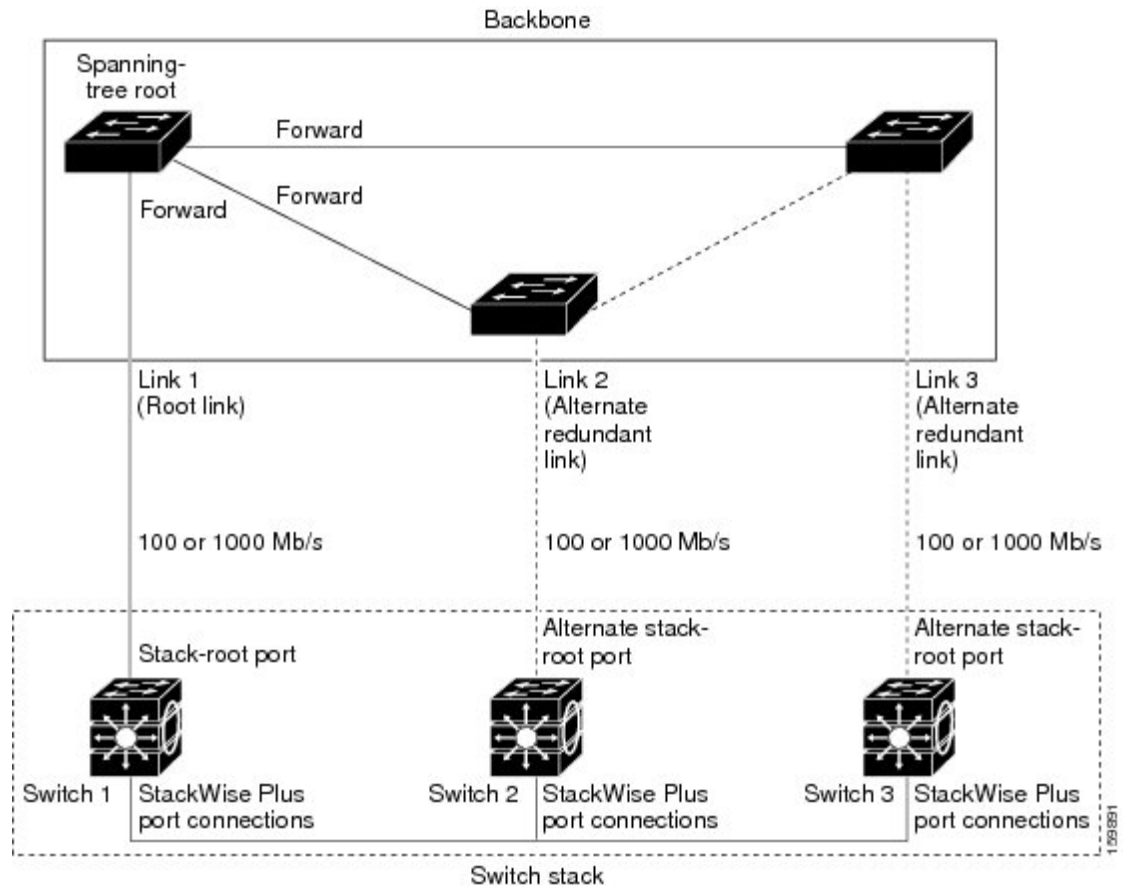 Backbone
Spanning-
tree root
Forward
Forward
Forward
Link 1
(Root link)
Link 2
(Alternate
redundant
link)
Link 3
(Alternate
redundant
link)
100 or 1000 Mb/s
100 or 1000 Mb/s
100 or 1000 Mb/s
Stack-root port
Alternate stack-
root port
Alternate stack-
root port
Switch 1
StackWise Plus
port connections
Switch 2
StackWise Plus
port connections
Switch 3
StackWise Plus
port connections
159891
Switch stack